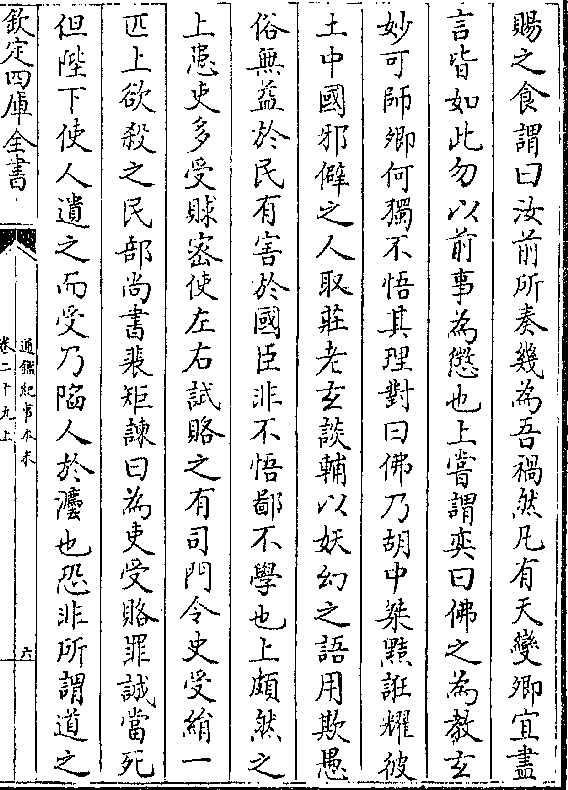 賜之食謂曰汝前所奏幾為吾禍然凡有天變卿宜盡
言皆如此勿以前事為懲也上嘗謂奕曰佛之為教玄
妙可師卿何獨不悟其理對曰佛乃胡中桀黠誑耀彼
土中國邪僻之人取莊老玄談輔以妖幻之語用欺愚
俗無益於民有害於國臣非不悟鄙不學也上頗然之
上患吏多受賕密使左右試賂之有司門令史受絹一
匹上欲殺之民部尚書裴矩諫曰為吏受賂罪誠當死
但陛下使人遺之而受乃陷人於灋也恐非所謂道之
欽定四庫全書
通鑑紀事本末
卷二十九上
六